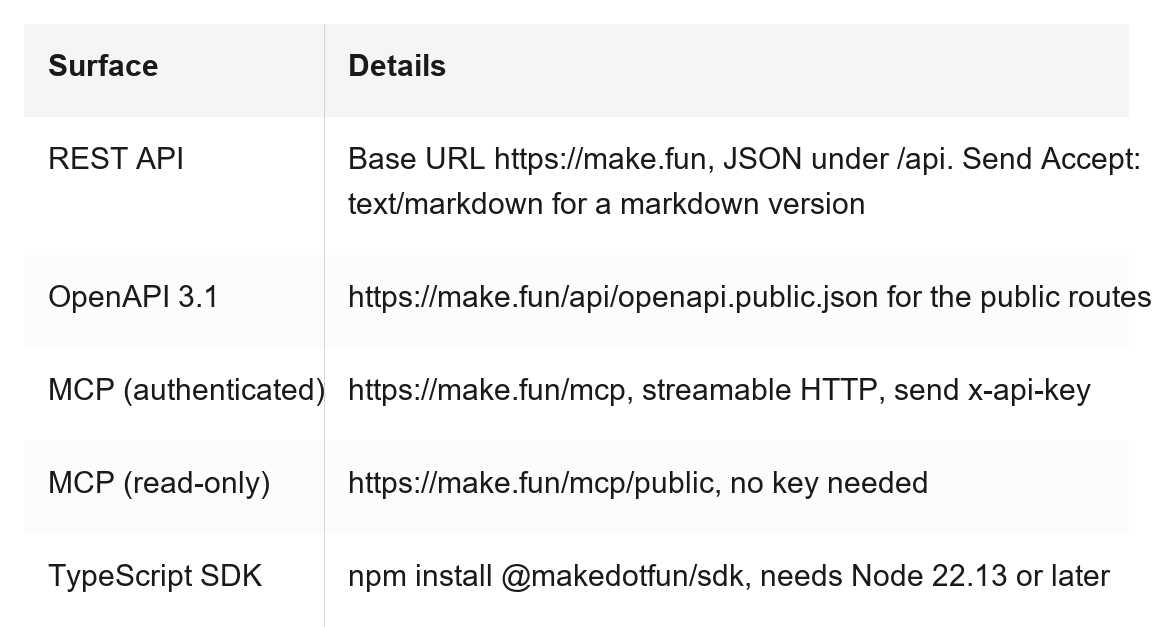 Surface Details
REST API Base URL https://make.fun, JSON under /api. Send Accept:
text/markdown for a markdown version
OpenAPI 3.1 https://make.fun/api/openapi.public.json for the public routes
MCP (authenticated) https://make.fun/mcp, streamable HTTP, send x-api-key
MCP (read-only) https://make.fun/mcp/public, no key needed
TypeScript SDK npm install @makedotfun/sdk, needs Node 22.13 or later